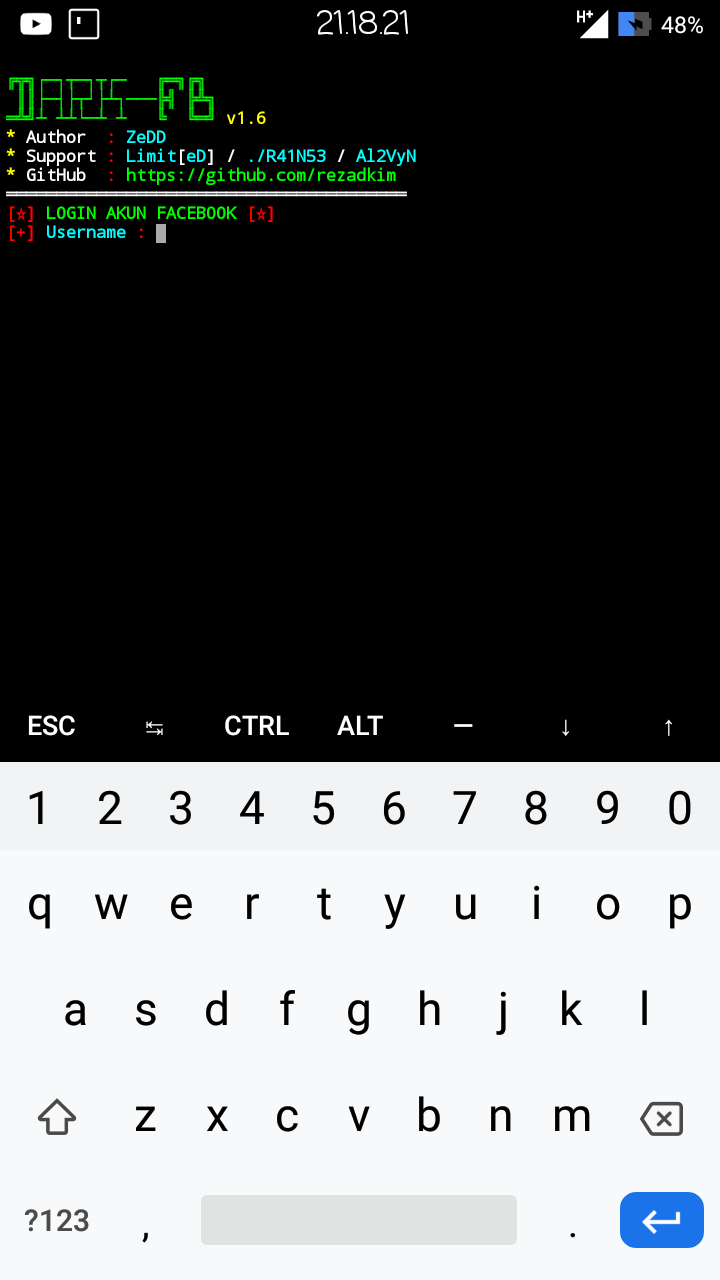 21.18.21 H+ 48%
DARK-FB v1.6
* Author : ZeDD
* Support : Limit[eD] / ./R41N53 / Al2VyN
* GitHub : https://github.com/rezadkim
[☆] LOGIN AKUN FACEBOOK [☆]
[+] Username :
ESC ↹ CTRL ALT — ↓ ↑
1 2 3 4 5 6 7 8 9 0
q w e r t y u i o p
a s d f g h j k l
z x c v b n m
?123 , .